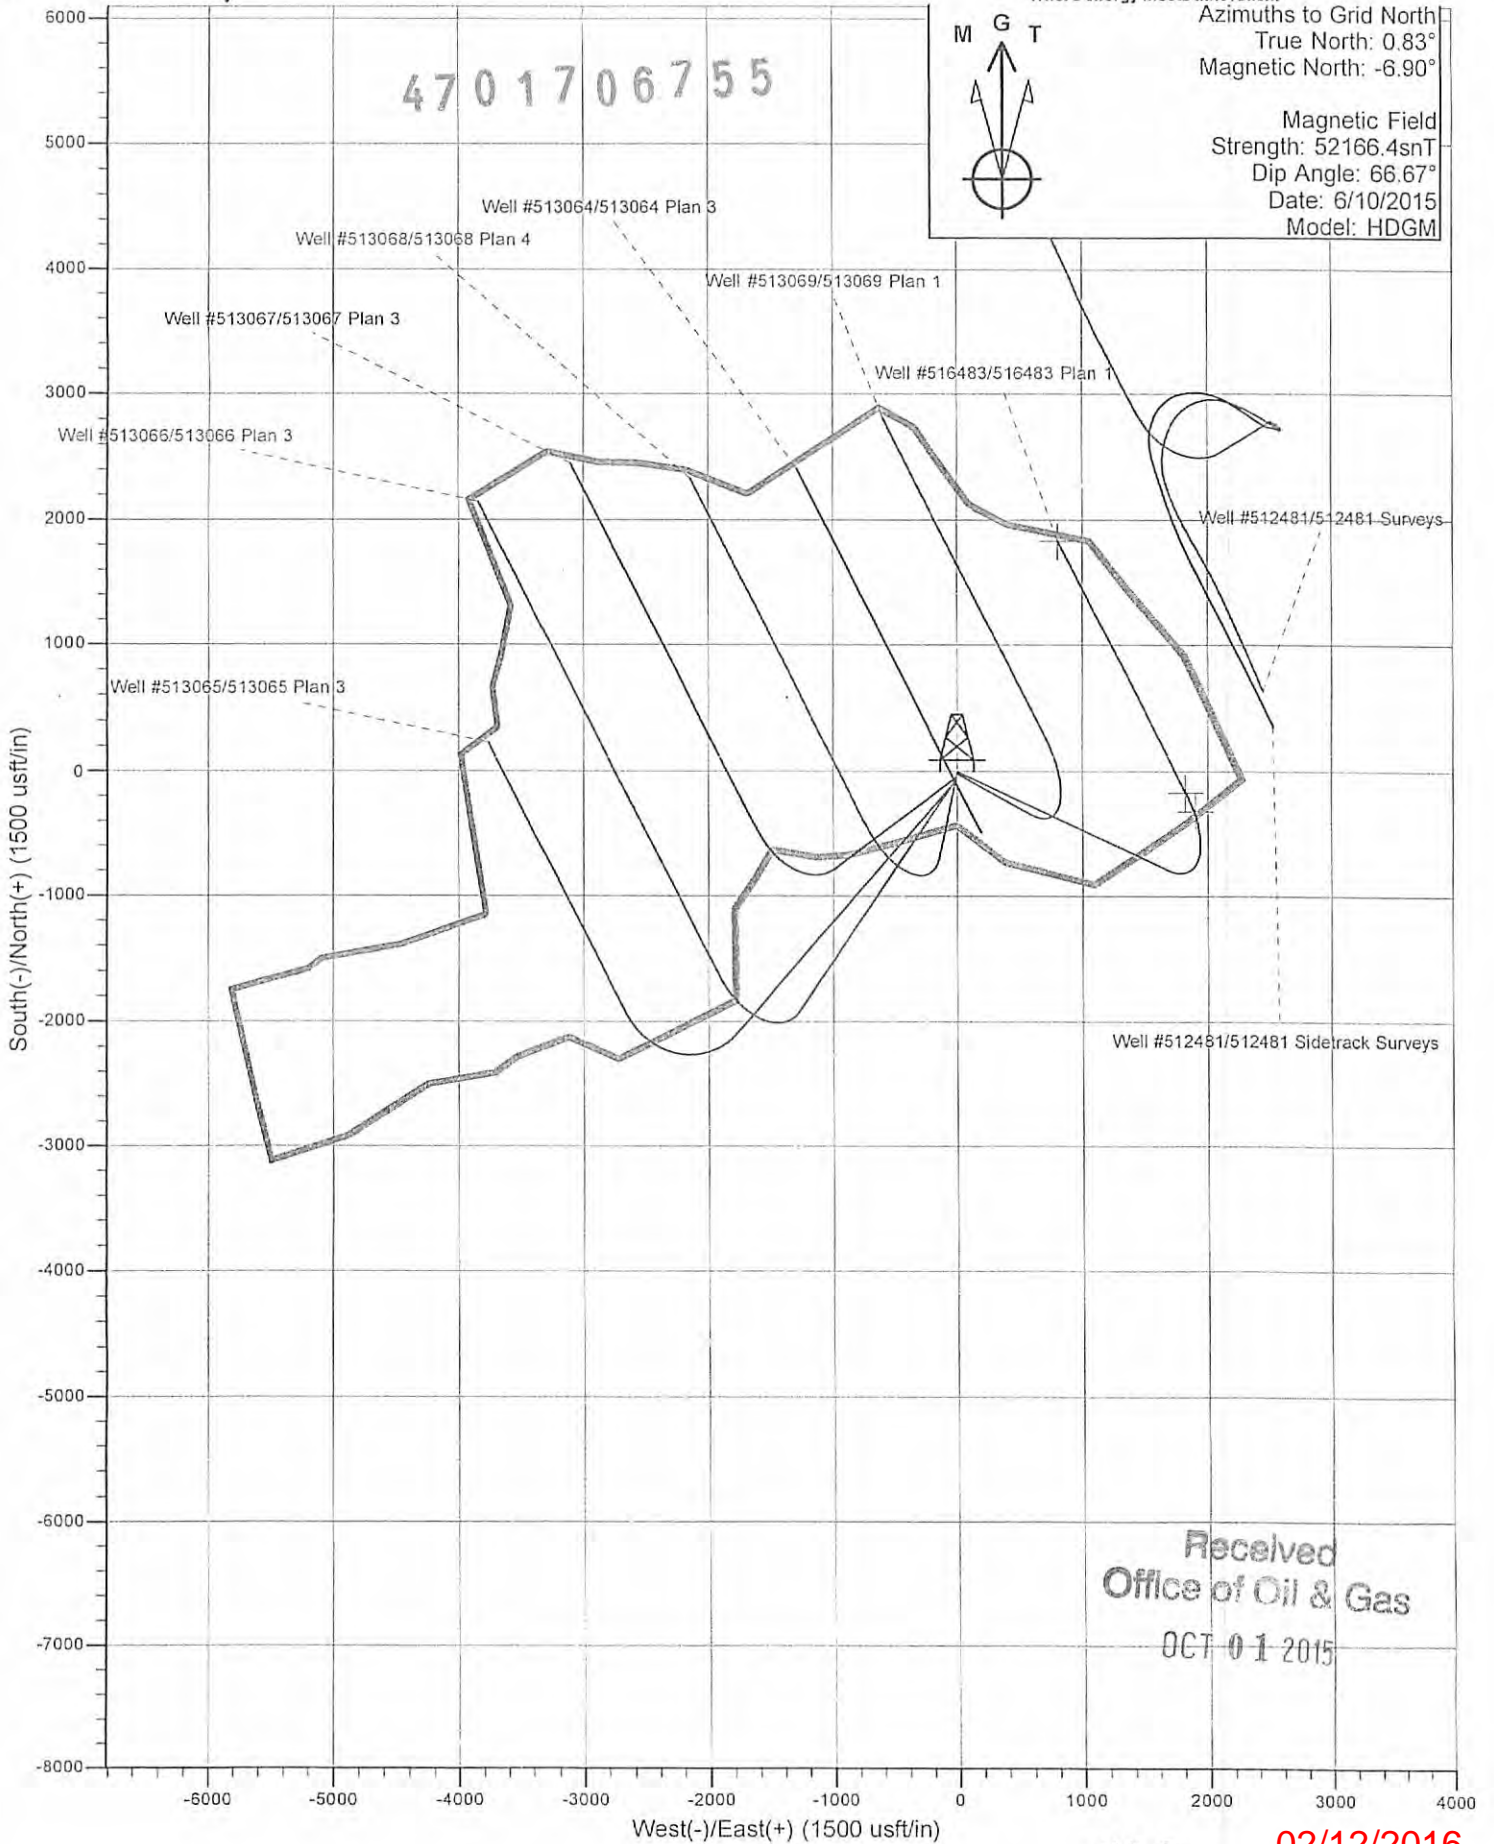 4701706755
M G T
Azimuths to Grid North
True North: 0.83°
Magnetic North: -6.90°
Magnetic Field
Strength: 52166.4snT
Dip Angle: 66.67°
Date: 6/10/2015
Model: HDGM
Well #513064/513064 Plan 3
Well #513068/513068 Plan 4
Well #513069/513069 Plan 1
Well #513067/513067 Plan 3
Well #516483/516483 Plan 1
Well #513066/513066 Plan 3
Well #512481/512481 Surveys
Well #513065/513065 Plan 3
Well #512481/512481 Sidetrack Surveys
South(-)/North(+) (1500 usft/in)
6000
5000
4000
3000
2000
1000
0
-1000
-2000
-3000
-4000
-5000
-6000
-7000
-8000
Received
Office of Oil & Gas
OCT 01 2015
-6000 -5000 -4000 -3000 -2000 -1000 0 1000 2000 3000 4000
West(-)/East(+) (1500 usft/in)
02/12/2016